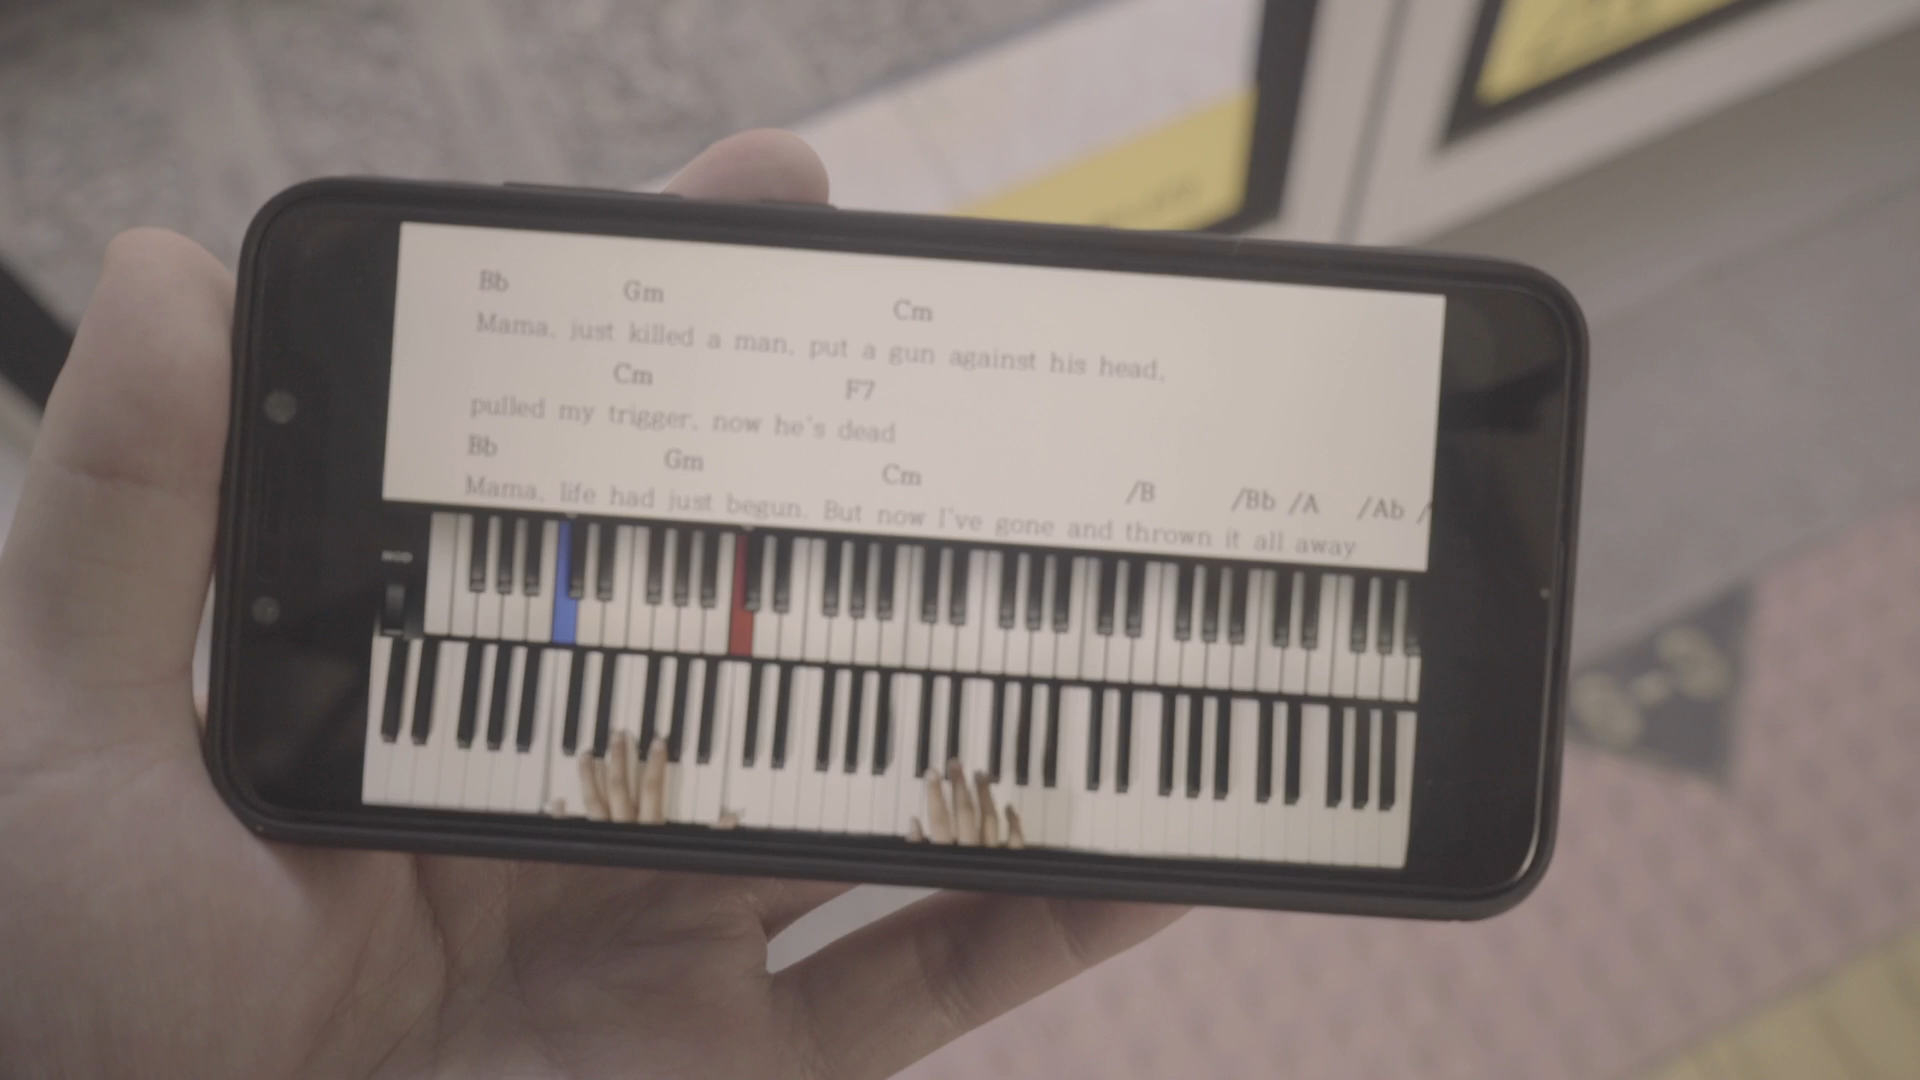 Bb Gm Cm
Mama, just killed a man, put a gun against his head,
Cm F7
pulled my trigger, now he's dead
Bb Gm Cm /B /Bb /A /Ab /
Mama, life had just begun. But now I've gone and thrown it all away
MOD